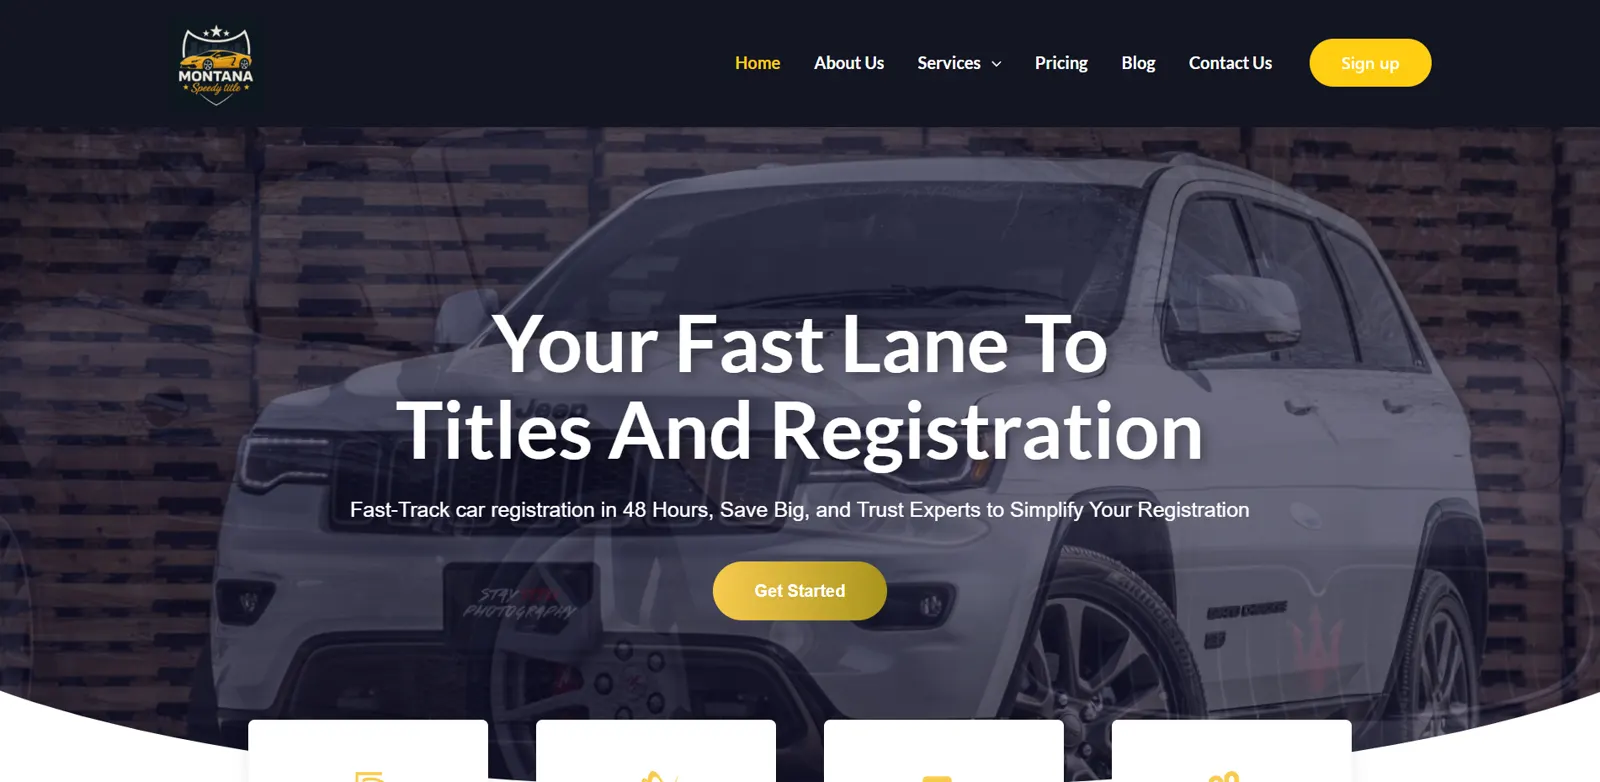 MONTANA
Speedy title
Home
About Us
Services
Pricing
Blog
Contact Us
Sign up
Your Fast Lane To
Jeep
Titles And Registration
Fast-Track car registration in 48 Hours, Save Big, and Trust Experts to Simplify Your Registration
Get Started
STAY
PHOTOGRAPHY